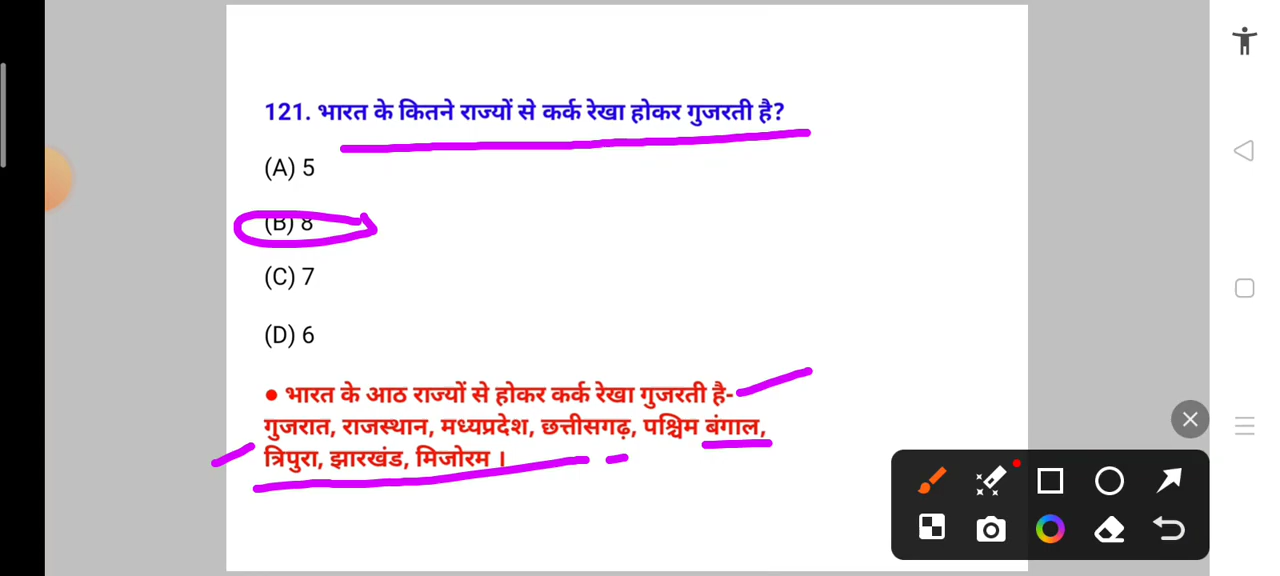 121. भारत के कितने राज्यों से कर्क रेखा होकर गुजरती है?
(A) 5
(B) 8
(C) 7
(D) 6
● भारत के आठ राज्यों से होकर कर्क रेखा गुजरती है-
गुजरात, राजस्थान, मध्यप्रदेश, छत्तीसगढ़, पश्चिम बंगाल,
त्रिपुरा, झारखंड, मिजोरम ।